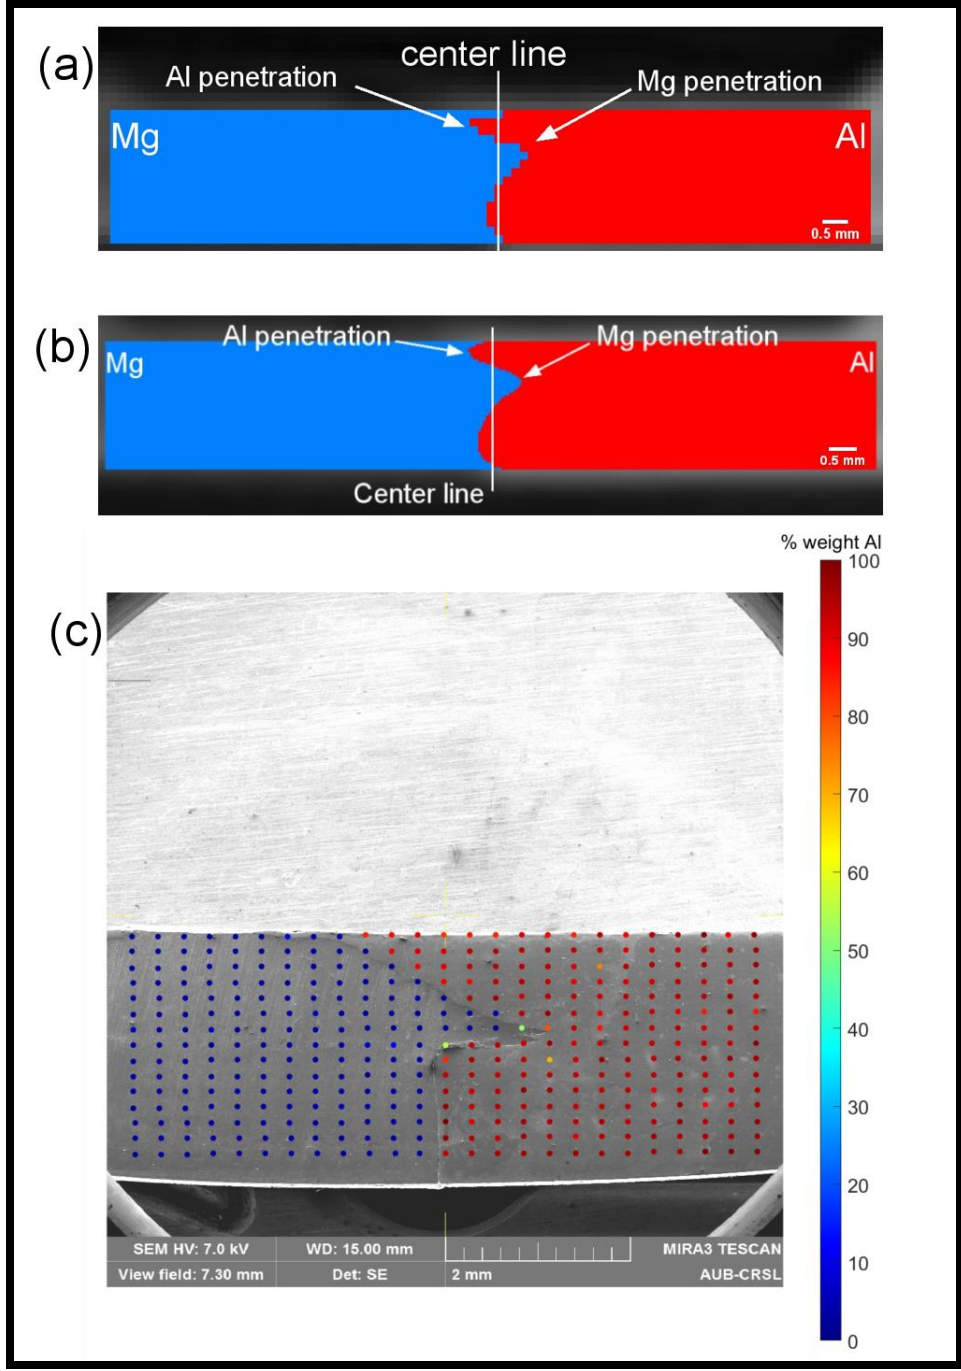 (a)
center line
Al penetration
Mg penetration
Mg
Al
0.5 mm
(b)
Al penetration
Mg penetration
Mg
Al
0.5 mm
Center line
% weight Al
(c)
100
90
80
70
60
50
40
30
20
10
0
SEM HV: 7.0 kV
WD: 15.00 mm
MIRA3 TESCAN
View field: 7.30 mm
Det: SE
2 mm
AUB-CRSL